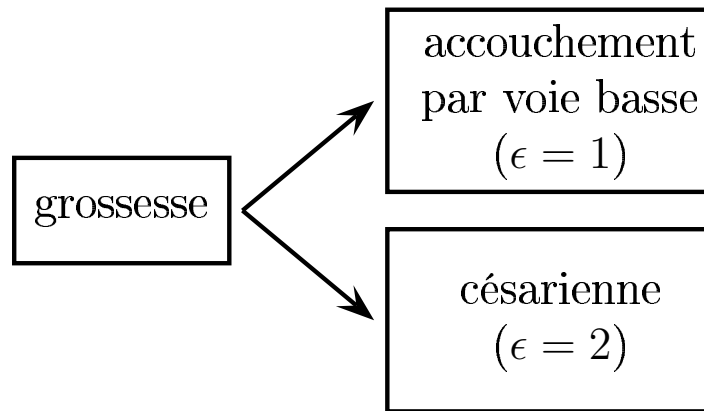 accouchement
par voie basse
(ϵ = 1)
grossesse
césarienne
(ϵ = 2)